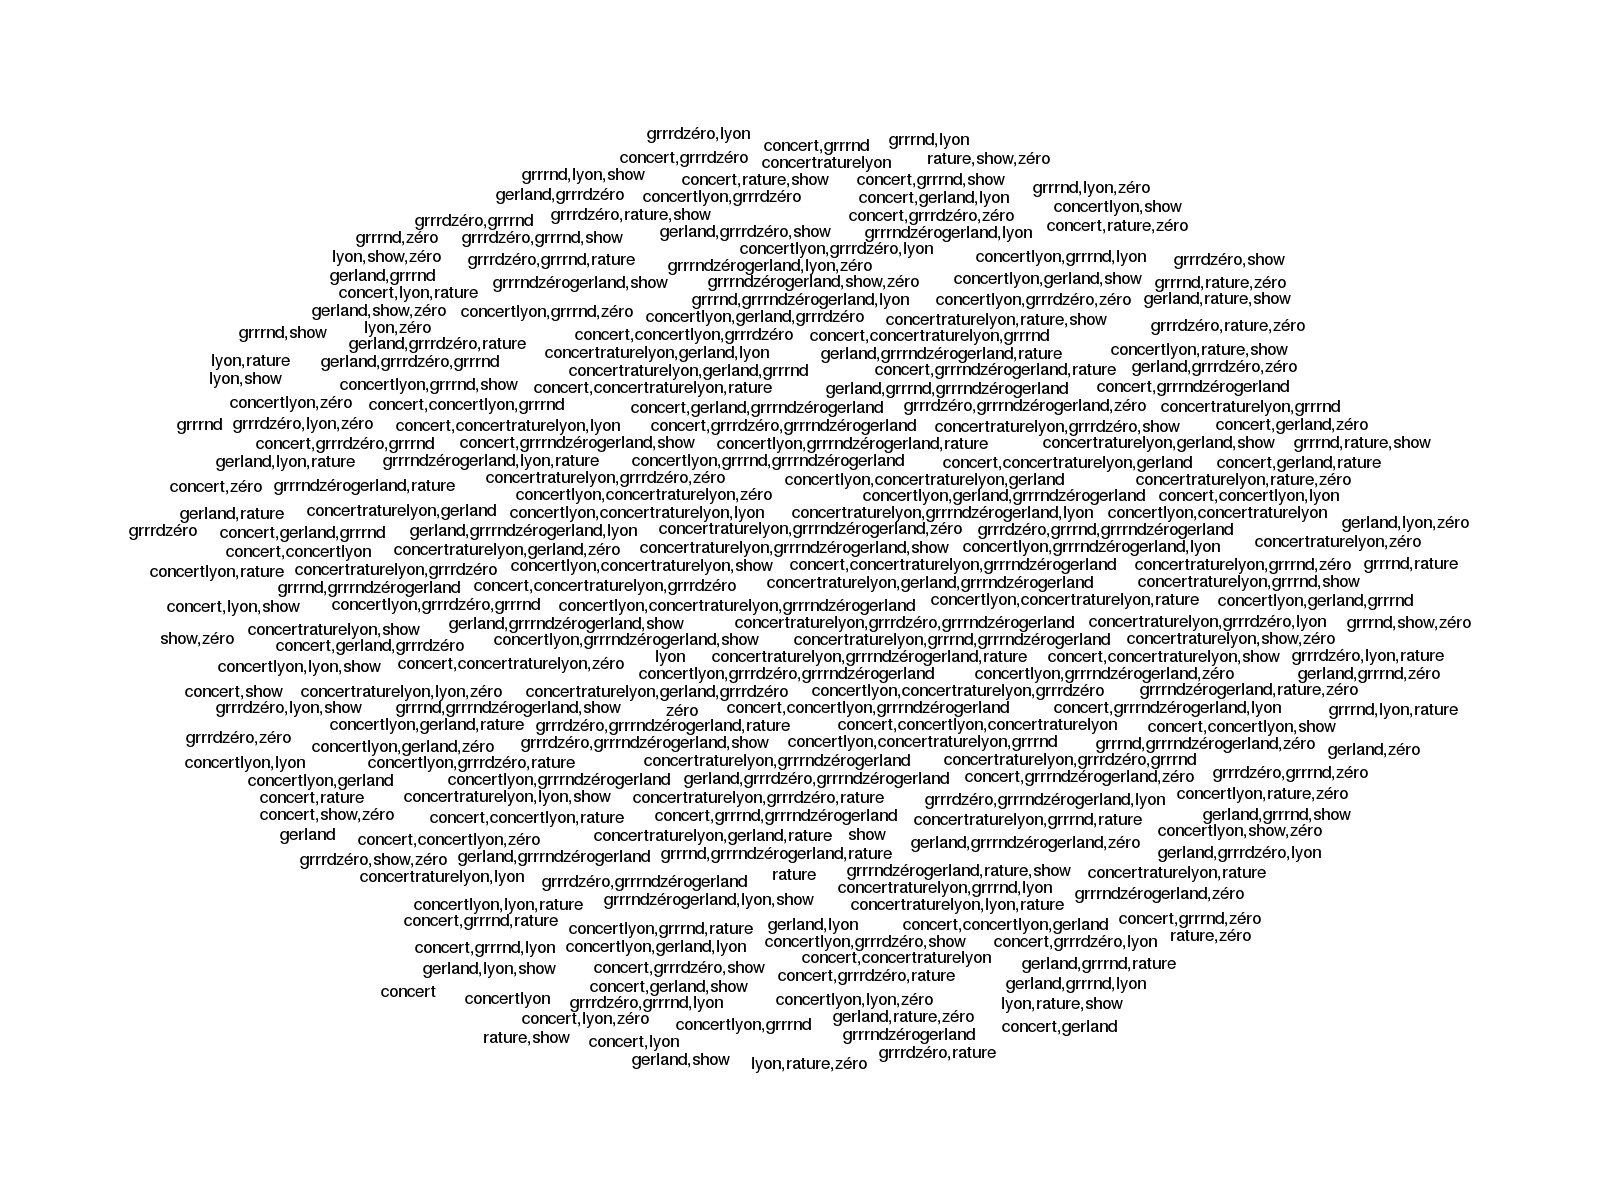 grrrdzéro,lyon
concert,grrrnd grrrnd,lyon
concert,grrrdzéro concertraturelyon rature,show,zéro
grrrnd,lyon,show concert,rature,show concert,grrrnd,show
gerland,grrrdzéro concertlyon,grrrdzéro concert,gerland,lyon grrrnd,lyon,zéro
grrrdzéro,grrrnd grrrdzéro,rature,show concert,grrrdzéro,zéro concertlyon,show
grrrnd,zéro grrrdzéro,grrrnd,show gerland,grrrdzéro,show grrrndzérogerland,lyon concert,rature,zéro
lyon,show,zéro grrrdzéro,grrrnd,rature concertlyon,grrrdzéro,lyon concertlyon,grrrnd,lyon grrrdzéro,show
gerland,grrrnd grrrndzérogerland,show grrrndzérogerland,lyon,zéro
grrrndzérogerland,show,zéro concertlyon,gerland,show grrrnd,rature,zéro
concert,lyon,rature grrrnd,grrrndzérogerland,lyon concertlyon,grrrdzéro,zéro gerland,rature,show
gerland,show,zéro concertlyon,grrrnd,zéro concertlyon,gerland,grrrdzéro concertraturelyon,rature,show
grrrnd,show lyon,zéro concert,concertlyon,grrrdzéro concert,concertraturelyon,grrrnd grrrdzéro,rature,zéro
gerland,grrrdzéro,rature concertraturelyon,gerland,lyon gerland,grrrndzérogerland,rature concertlyon,rature,show
lyon,rature gerland,grrrdzéro,grrrnd concertraturelyon,gerland,grrrnd concert,grrrndzérogerland,rature gerland,grrrdzéro,zéro
lyon,show concertlyon,grrrnd,show concert,concertraturelyon,rature gerland,grrrnd,grrrndzérogerland concert,grrrndzérogerland
concertlyon,zéro concert,concertlyon,grrrnd concert,gerland,grrrndzérogerland grrrdzéro,grrrndzérogerland,zéro concertraturelyon,grrrnd
grrrnd grrrdzéro,lyon,zéro concert,concertraturelyon,lyon concert,grrrdzéro,grrrndzérogerland concertraturelyon,grrrdzéro,show concert,gerland,zéro
concert,grrrdzéro,grrrnd concert,grrrndzérogerland,show concertlyon,grrrndzérogerland,rature concertraturelyon,gerland,show grrrnd,rature,show
gerland,lyon,rature grrrndzérogerland,lyon,rature concertlyon,grrrnd,grrrndzérogerland concert,concertraturelyon,gerland concert,gerland,rature
concert,zéro grrrndzérogerland,rature concertraturelyon,grrrdzéro,zéro concertlyon,concertraturelyon,gerland concertraturelyon,rature,zéro
concertlyon,concertraturelyon,zéro concertlyon,gerland,grrrndzérogerland concert,concertlyon,lyon
gerland,rature concertraturelyon,gerland concertlyon,concertraturelyon,lyon concertraturelyon,grrrndzérogerland,lyon concertlyon,concertraturelyon
grrrdzéro concert,gerland,grrrnd gerland,grrrndzérogerland,lyon concertraturelyon,grrrndzérogerland,zéro grrrdzéro,grrrnd,grrrndzérogerland gerland,lyon,zéro
concert,concertlyon concertraturelyon,gerland,zéro concertraturelyon,grrrndzérogerland,show concertlyon,grrrndzérogerland,lyon concertraturelyon,zéro
concertlyon,rature concertraturelyon,grrrdzéro concertlyon,concertraturelyon,show concert,concertraturelyon,grrrndzérogerland concertraturelyon,grrrnd,zéro grrrnd,rature
grrrnd,grrrndzérogerland concert,concertraturelyon,grrrdzéro concertraturelyon,gerland,grrrndzérogerland concertraturelyon,grrrnd,show
concert,lyon,show concertlyon,grrrdzéro,grrrnd concertlyon,concertraturelyon,grrrndzérogerland concertlyon,concertraturelyon,rature concertlyon,gerland,grrrnd
concertraturelyon,show gerland,grrrndzérogerland,show concertraturelyon,grrrdzéro,grrrndzérogerland concertraturelyon,grrrdzéro,lyon grrrnd,show,zéro
show,zéro concert,gerland,grrrdzéro concertlyon,grrrndzérogerland,show concertraturelyon,grrrnd,grrrndzérogerland concertraturelyon,show,zéro
concertlyon,lyon,show concert,concertraturelyon,zéro lyon concertraturelyon,grrrndzérogerland,rature concert,concertraturelyon,show grrrdzéro,lyon,rature
concertlyon,grrrdzéro,grrrndzérogerland concertlyon,grrrndzérogerland,zéro gerland,grrrnd,zéro
concert,show concertraturelyon,lyon,zéro concertraturelyon,gerland,grrrdzéro concertlyon,concertraturelyon,grrrdzéro grrrndzérogerland,rature,zéro
grrrdzéro,lyon,show grrrnd,grrrndzérogerland,show zéro concert,concertlyon,grrrndzérogerland concert,grrrndzérogerland,lyon grrrnd,lyon,rature
concertlyon,gerland,rature grrrdzéro,grrrndzérogerland,rature concert,concertlyon,concertraturelyon concert,concertlyon,show
grrrdzéro,zéro concertlyon,gerland,zéro grrrdzéro,grrrndzérogerland,show concertlyon,concertraturelyon,grrrnd grrrnd,grrrndzérogerland,zéro gerland,zéro
concertlyon,lyon concertlyon,grrrdzéro,rature concertraturelyon,grrrndzérogerland concertraturelyon,grrrdzéro,grrrnd
concertlyon,gerland concertlyon,grrrndzérogerland gerland,grrrdzéro,grrrndzérogerland concert,grrrndzérogerland,zéro grrrdzéro,grrrnd,zéro
concert,rature concertraturelyon,lyon,show concertraturelyon,grrrdzéro,rature grrrdzéro,grrrndzérogerland,lyon concertlyon,rature,zéro
concert,show,zéro concert,concertlyon,rature concert,grrrnd,grrrndzérogerland concertraturelyon,grrrnd,rature gerland,grrrnd,show
gerland concert,concertlyon,zéro concertraturelyon,gerland,rature show gerland,grrrndzérogerland,zéro concertlyon,show,zéro
grrrdzéro,show,zéro gerland,grrrndzérogerland grrrnd,grrrndzérogerland,rature gerland,grrrdzéro,lyon
concertraturelyon,lyon grrrdzéro,grrrndzérogerland rature grrrndzérogerland,rature,show concertraturelyon,rature
concertraturelyon,grrrnd,lyon grrrndzérogerland,zéro
concertlyon,lyon,rature grrrndzérogerland,lyon,show concertraturelyon,lyon,rature
concert,grrrnd,rature concertlyon,grrrnd,rature gerland,lyon concert,concertlyon,gerland concert,grrrnd,zéro
concert,grrrnd,lyon concertlyon,gerland,lyon concertlyon,grrrdzéro,show concert,grrrdzéro,lyon rature,zéro
gerland,lyon,show concert,grrrdzéro,show concert,concertraturelyon gerland,grrrnd,rature
concert,gerland,show concert,grrrdzéro,rature gerland,grrrnd,lyon
concert concertlyon grrrdzéro,grrrnd,lyon concertlyon,lyon,zéro lyon,rature,show
concert,lyon,zéro concertlyon,grrrnd gerland,rature,zéro concert,gerland
rature,show concert,lyon grrrndzérogerland
gerland,show lyon,rature,zéro grrrdzéro,rature